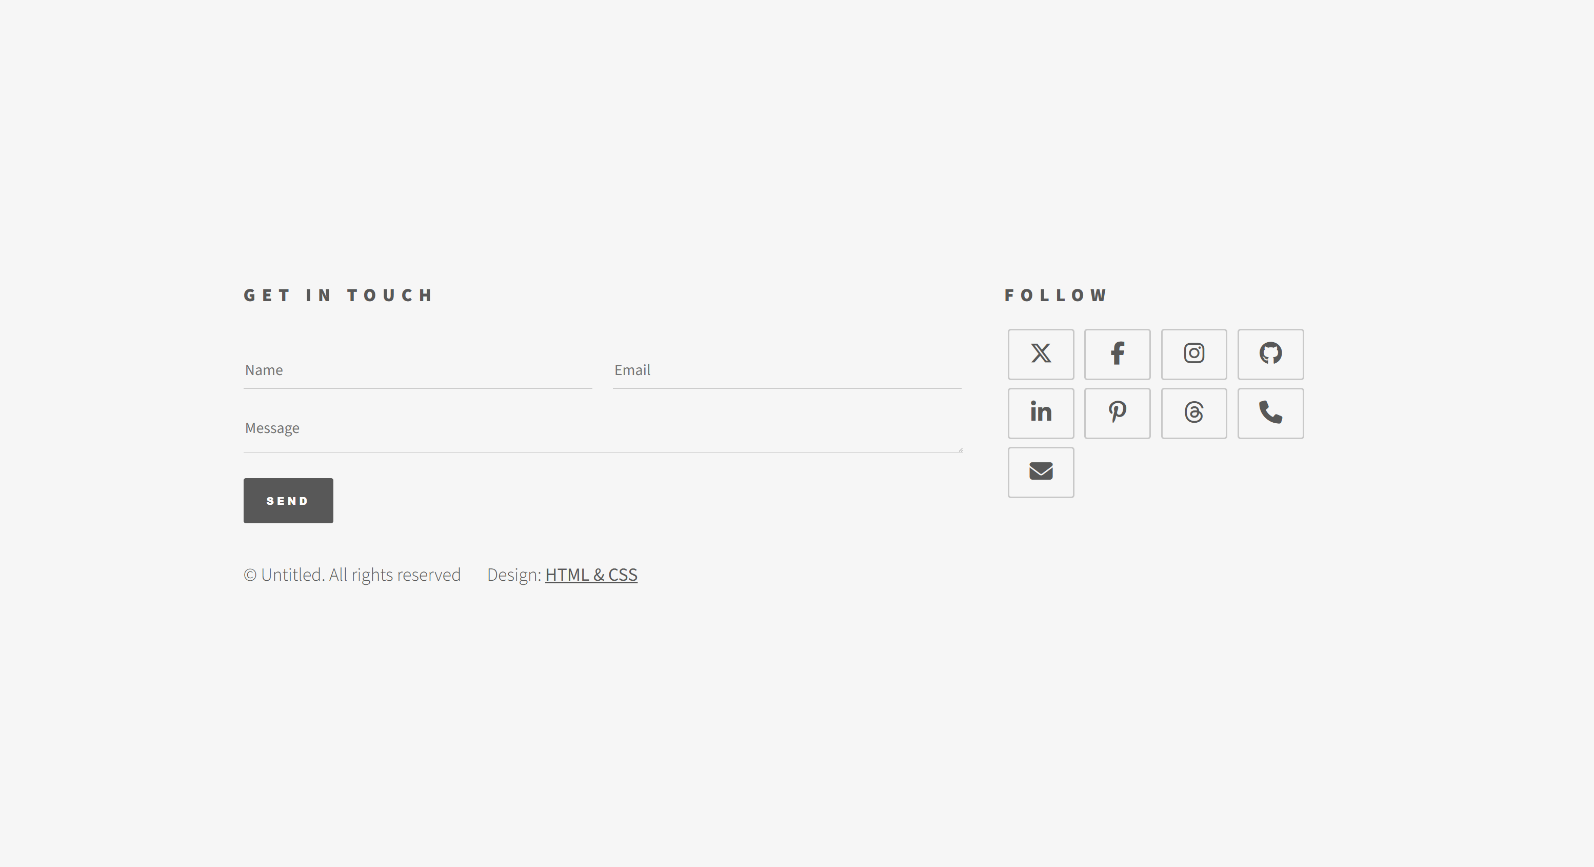 GET IN TOUCH
Name
Email
Message
SEND
© Untitled. All rights reserved
Design: HTML & CSS
FOLLOW